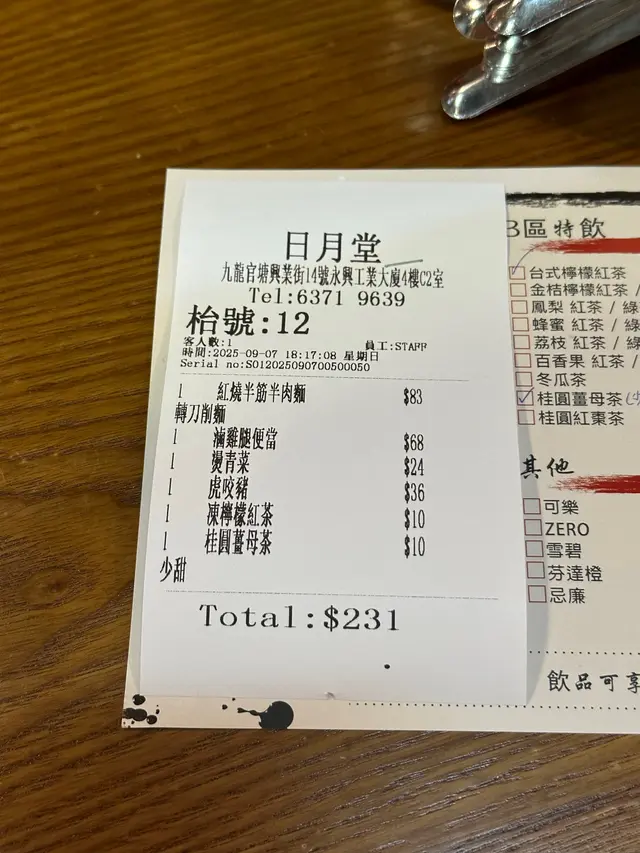 日月堂
九龍官塘興業街14號永興工業大廈4樓C2室
Tel:6371 9639
枱號:12
客人數:1 員工:STAFF
時間:2025-09-07 18:17:08 星期日
Serial no:S012025090700500050
1 紅燒半筋半肉麵 $83
轉刀削麵
1 滷雞腿便當 $68
1 燙青菜 $24
1 虎咬豬 $36
1 凍檸檬紅茶 $10
1 桂圓薑母茶 $10
少甜
Total:$231
B區 特飲
台式檸檬紅茶
金桔檸檬紅茶 /
鳳梨 紅茶 / 綠
蜂蜜 紅茶 / 綠
荔枝 紅茶 / 綠
百香果 紅茶 /
冬瓜茶
桂圓薑母茶
桂圓紅棗茶
其他
可樂
ZERO
雪碧
芬達橙
忌廉
飲品可享